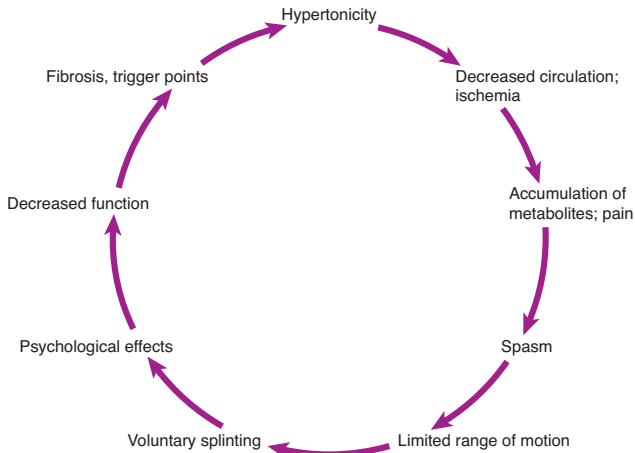 Hypertonicity
Decreased circulation;
ischemia
Accumulation of
metabolites; pain
Spasm
Limited range of motion
Voluntary splinting
Psychological effects
Decreased function
Fibrosis, trigger points